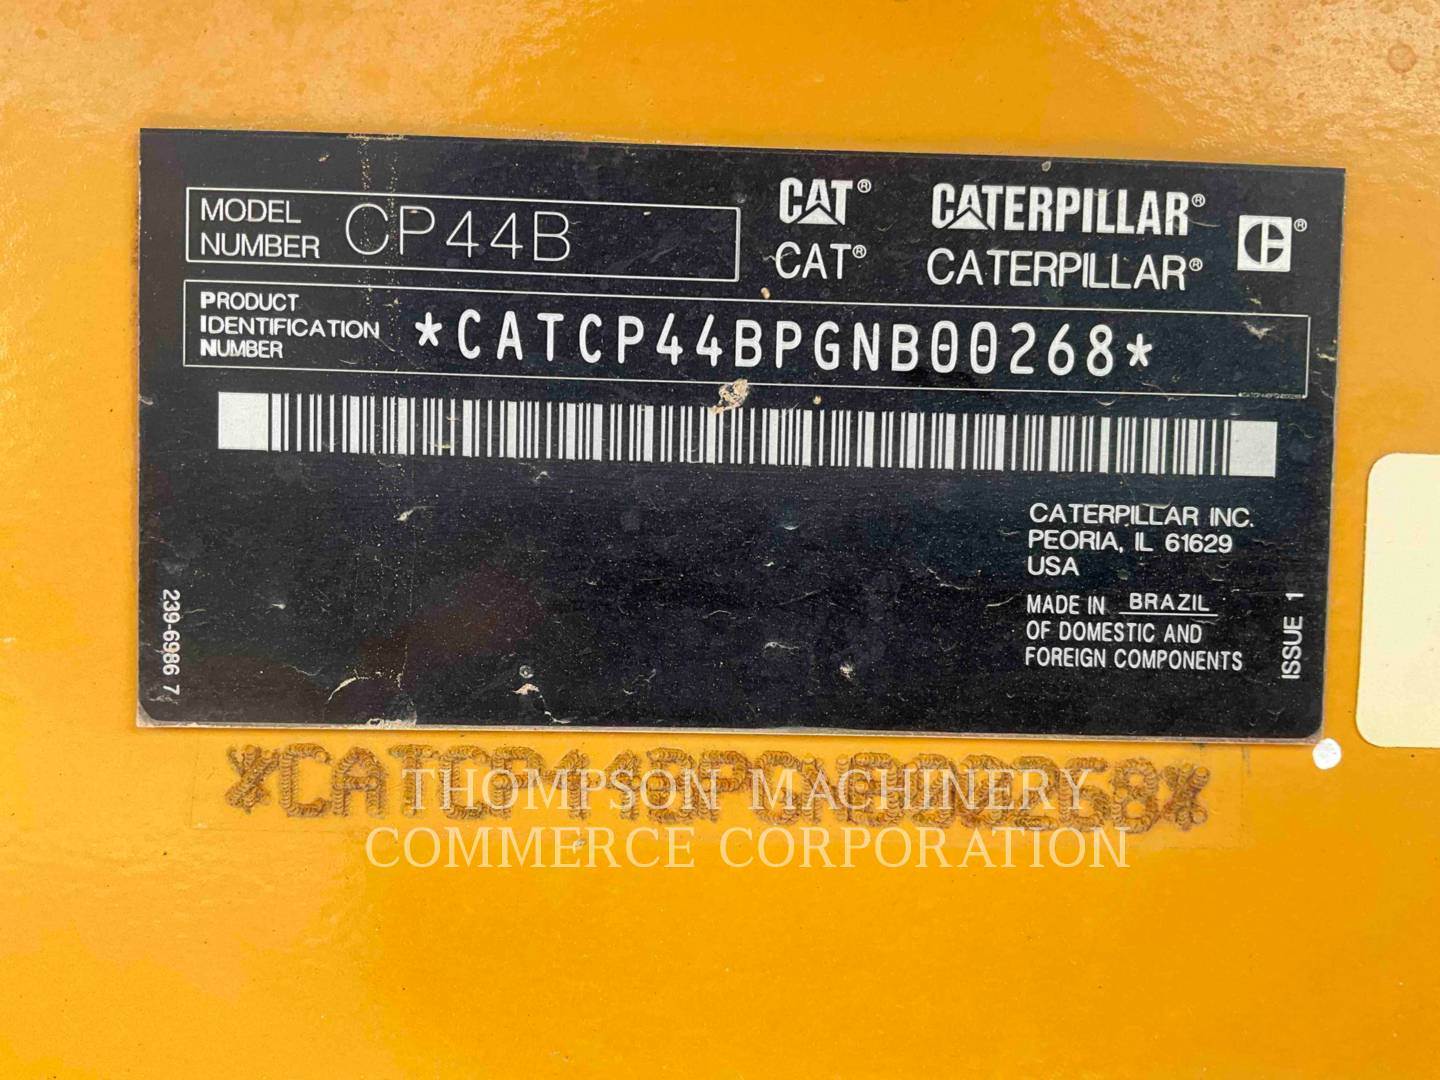 MODEL
NUMBER CP44B
CAT® CATERPILLAR®
CAT® CATERPILLAR®
PRODUCT
IDENTIFICATION
NUMBER
*CATCP44BPGNB00268*
CATERPILLAR INC.
PEORIA, IL 61629
USA
MADE IN BRAZIL
OF DOMESTIC AND
FOREIGN COMPONENTS
ISSUE 1
239-6986 7
*CATCP44BPGNB00268*
THOMPSON MACHINERY
COMMERCE CORPORATION